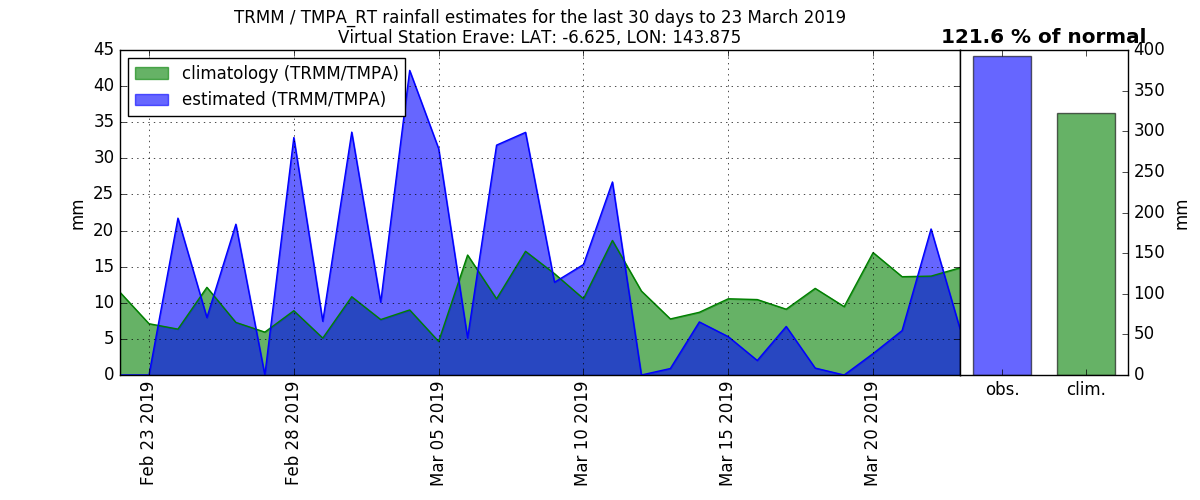 TRMM / TMPA_RT rainfall estimates for the last 30 days to 23 March 2019
Virtual Station Erave: LAT: -6.625, LON: 143.875
121.6 % of normal
climatology (TRMM/TMPA)
estimated (TRMM/TMPA)
mm
45
40
35
30
25
20
15
10
5
0
Feb 23 2019
Feb 28 2019
Mar 05 2019
Mar 10 2019
Mar 15 2019
Mar 20 2019
obs.
clim.
400
350
300
250
200
150
100
50
0
mm